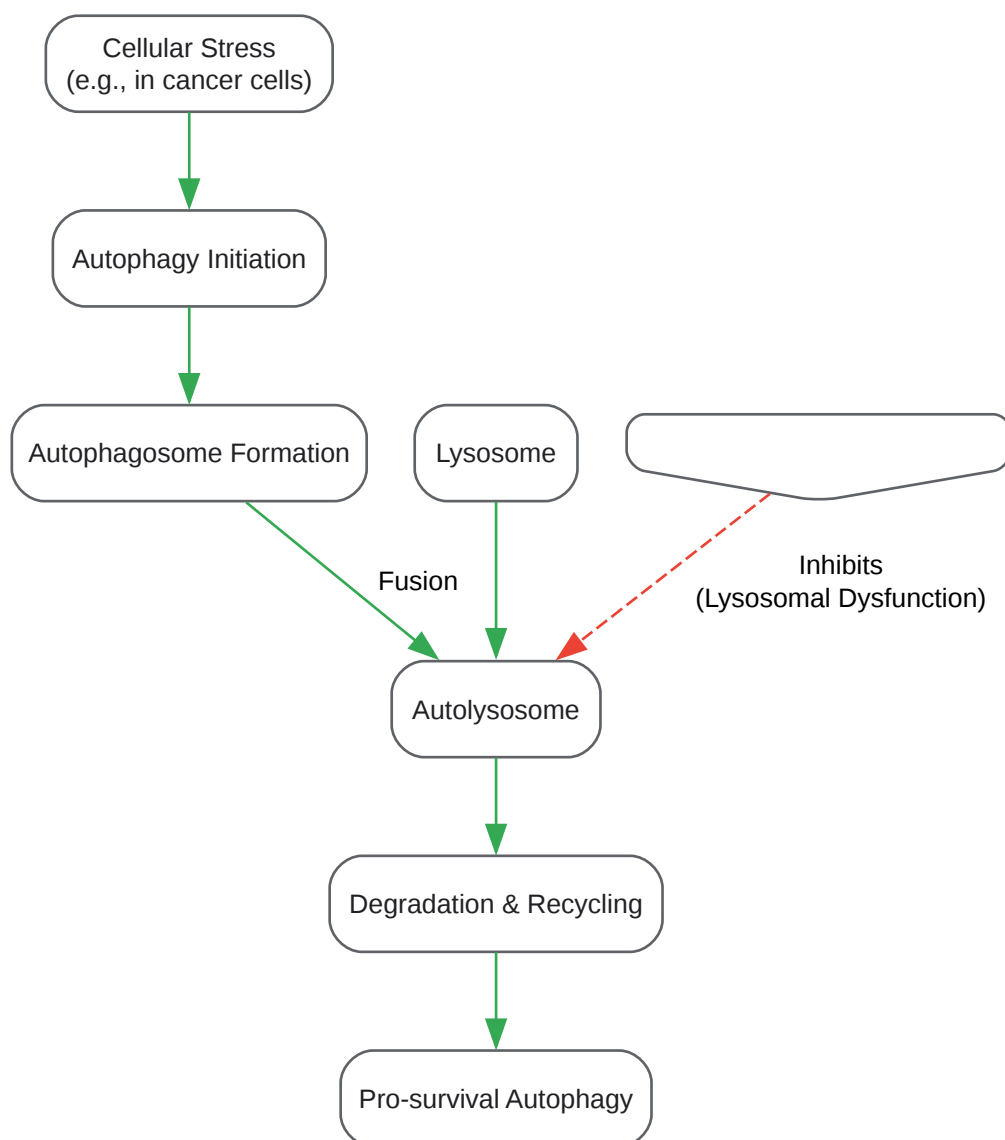 Cellular Stress
(e.g., in cancer cells)
Autophagy Initiation
Autophagosome Formation
Lysosome
Fusion
Inhibits
(Lysosomal Dysfunction)
Autolysosome
Degradation & Recycling
Pro-survival Autophagy